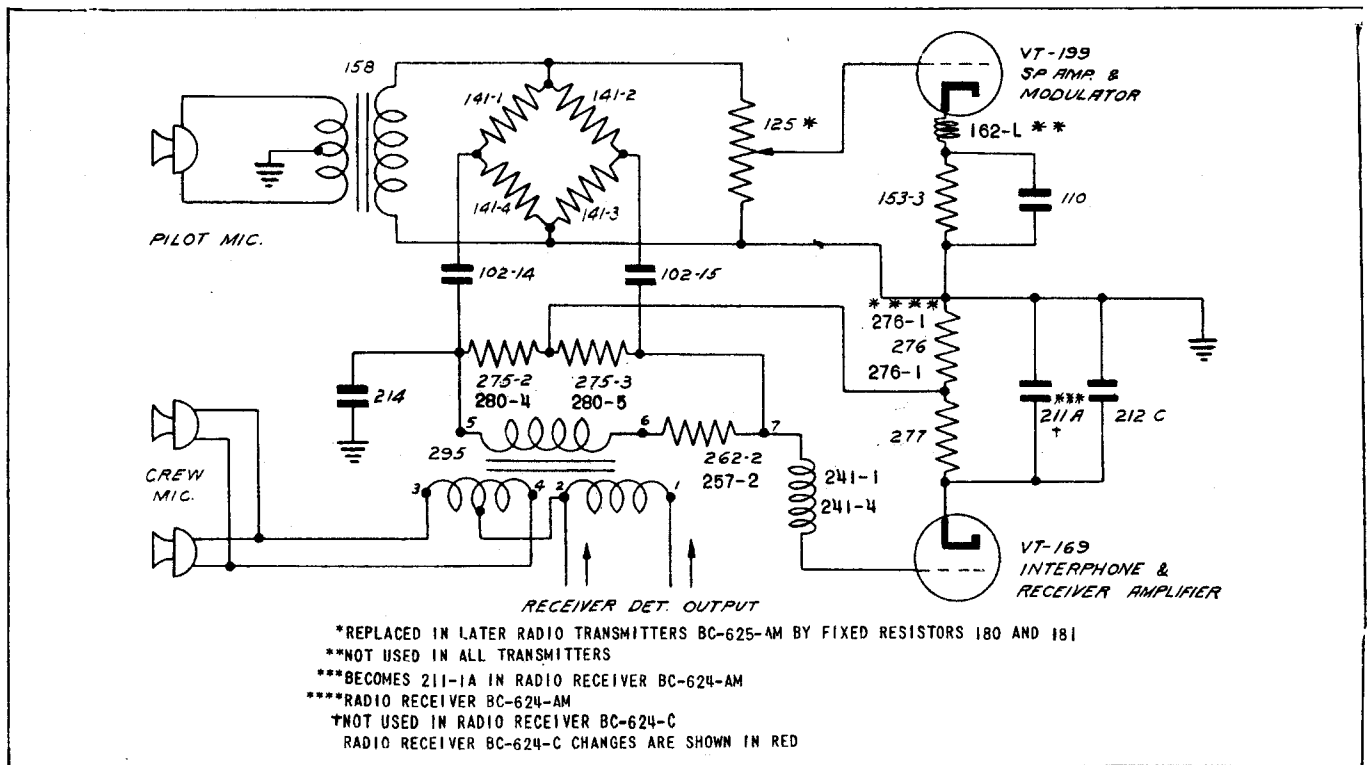 158
141-1
141-2
141-4
141-3
125 *
VT-199
SP AMP. &
MODULATOR
162-L **
153-3
110
PILOT MIC.
102-14
102-15
****
276-1
276
276-1
275-2
280-4
275-3
280-5
214
211A
***
†
212 C
277
5
6
7
295
262-2
257-2
241-1
241-4
CREW
MIC.
3
4
2
1
VT-169
INTERPHONE &
RECEIVER AMPLIFIER
RECEIVER DET. OUTPUT
*REPLACED IN LATER RADIO TRANSMITTERS BC-625-AM BY FIXED RESISTORS 180 AND 181
**NOT USED IN ALL TRANSMITTERS
***BECOMES 211-1A IN RADIO RECEIVER BC-624-AM
****RADIO RECEIVER BC-624-AM
†NOT USED IN RADIO RECEIVER BC-624-C
RADIO RECEIVER BC-624-C CHANGES ARE SHOWN IN RED